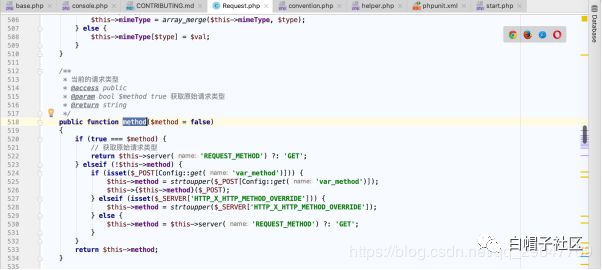 base.php console.php CONTRIBUTING.md Request.php convention.php helper.php phpunit.xml start.php
506 $this->mimeType = array_merge($this->mimeType, $type);
507 } else {
508 $this->mimeType[$type] = $val;
509 }
510 }
511
512 /**
513 * 当前的请求类型
514 * @access public
515 * @param bool $method true 获取原始请求类型
516 * @return string
517 */
518 public function method($method = false)
519 {
520 if (true === $method) {
521 // 获取原始请求类型
522 return $this->server( name: 'REQUEST_METHOD') ?: 'GET';
523 } elseif (!$this->method) {
524 if (isset($_POST[Config::get( name: 'var_method')])) {
525 $this->method = strtoupper($_POST[Config::get( name: 'var_method')]);
526 $this->{$this->method}($_POST);
527 } elseif (isset($_SERVER['HTTP_X_HTTP_METHOD_OVERRIDE'])) {
528 $this->method = strtoupper($_SERVER['HTTP_X_HTTP_METHOD_OVERRIDE']);
529 } else {
530 $this->method = $this->server( name: 'REQUEST_METHOD') ?: 'GET';
531 }
532 }
533 return $this->method;
534 }
535
Database
白帽子社区